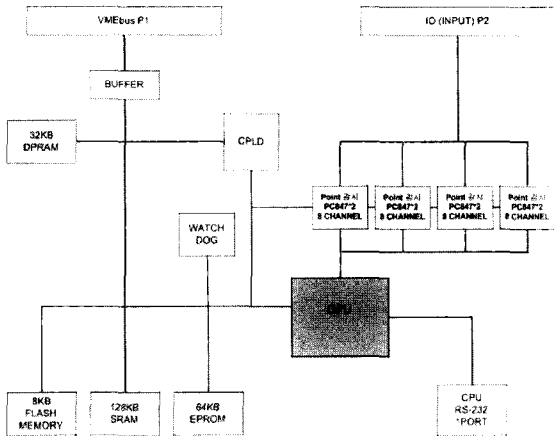 VMEbus P1
IO (INPUT) P2
BUFFER
32KB
DPRAM
CPLD
Point 감시
PC847*2
8 CHANNEL
Point 감시
PC847*2
8 CHANNEL
Point 감시
PC847*2
8 CHANNEL
Point 감시
PC847*2
8 CHANNEL
WATCH
DOG
CPU
8KB
FLASH
MEMORY
128KB
SRAM
64KB
EPROM
CPU
RS-232
1PORT